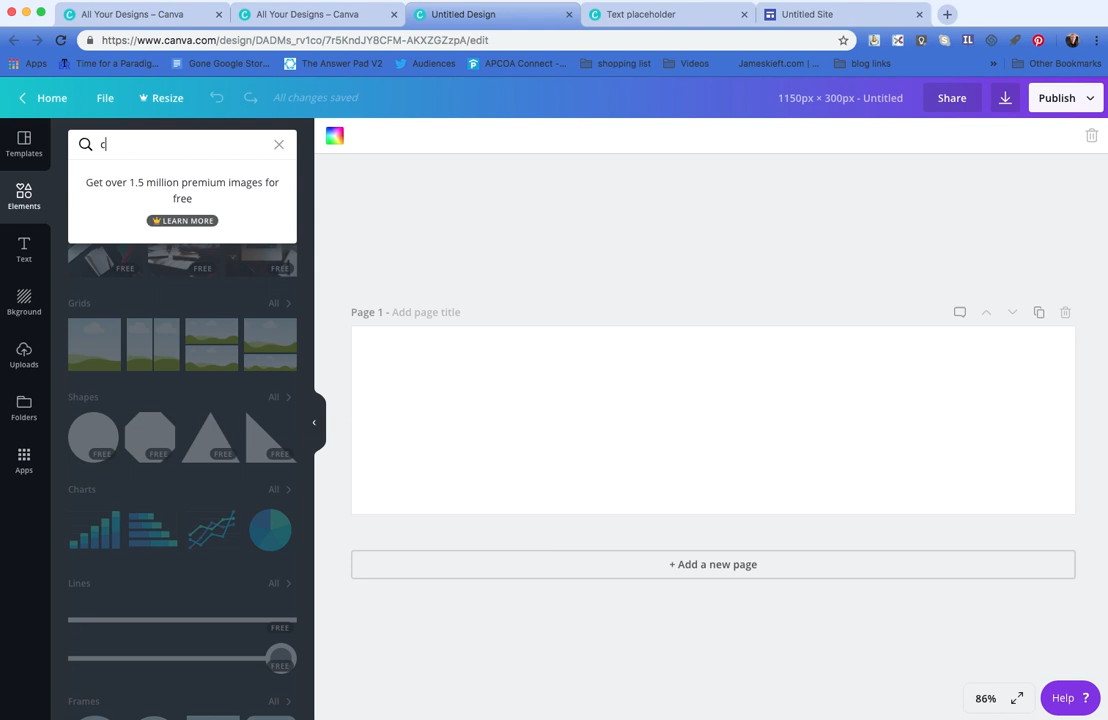 All Your Designs – Canva
All Your Designs – Canva
Untitled Design
Text placeholder
Untitled Site
https://www.canva.com/design/DADMs_rv1co/7r5KndJY8CFM-AKXZGZzpA/edit
Apps
Time for a Paradig...
Gone Google Stor...
The Answer Pad V2
Audiences
APCOA Connect -...
shopping list
Videos
Jameskieft.com |...
blog links
»
Other Bookmarks
Home
File
Resize
All changes saved
1150px × 300px - Untitled
Share
Publish
Templates
Elements
Text
Bkground
Uploads
Folders
Apps
c
Get over 1.5 million premium images for
free
LEARN MORE
FREE
FREE
FREE
Grids
All
Shapes
All
FREE
FREE
FREE
FREE
Charts
All
Lines
All
FREE
FREE
Frames
All
Page 1 - Add page title
+ Add a new page
86%
Help ?